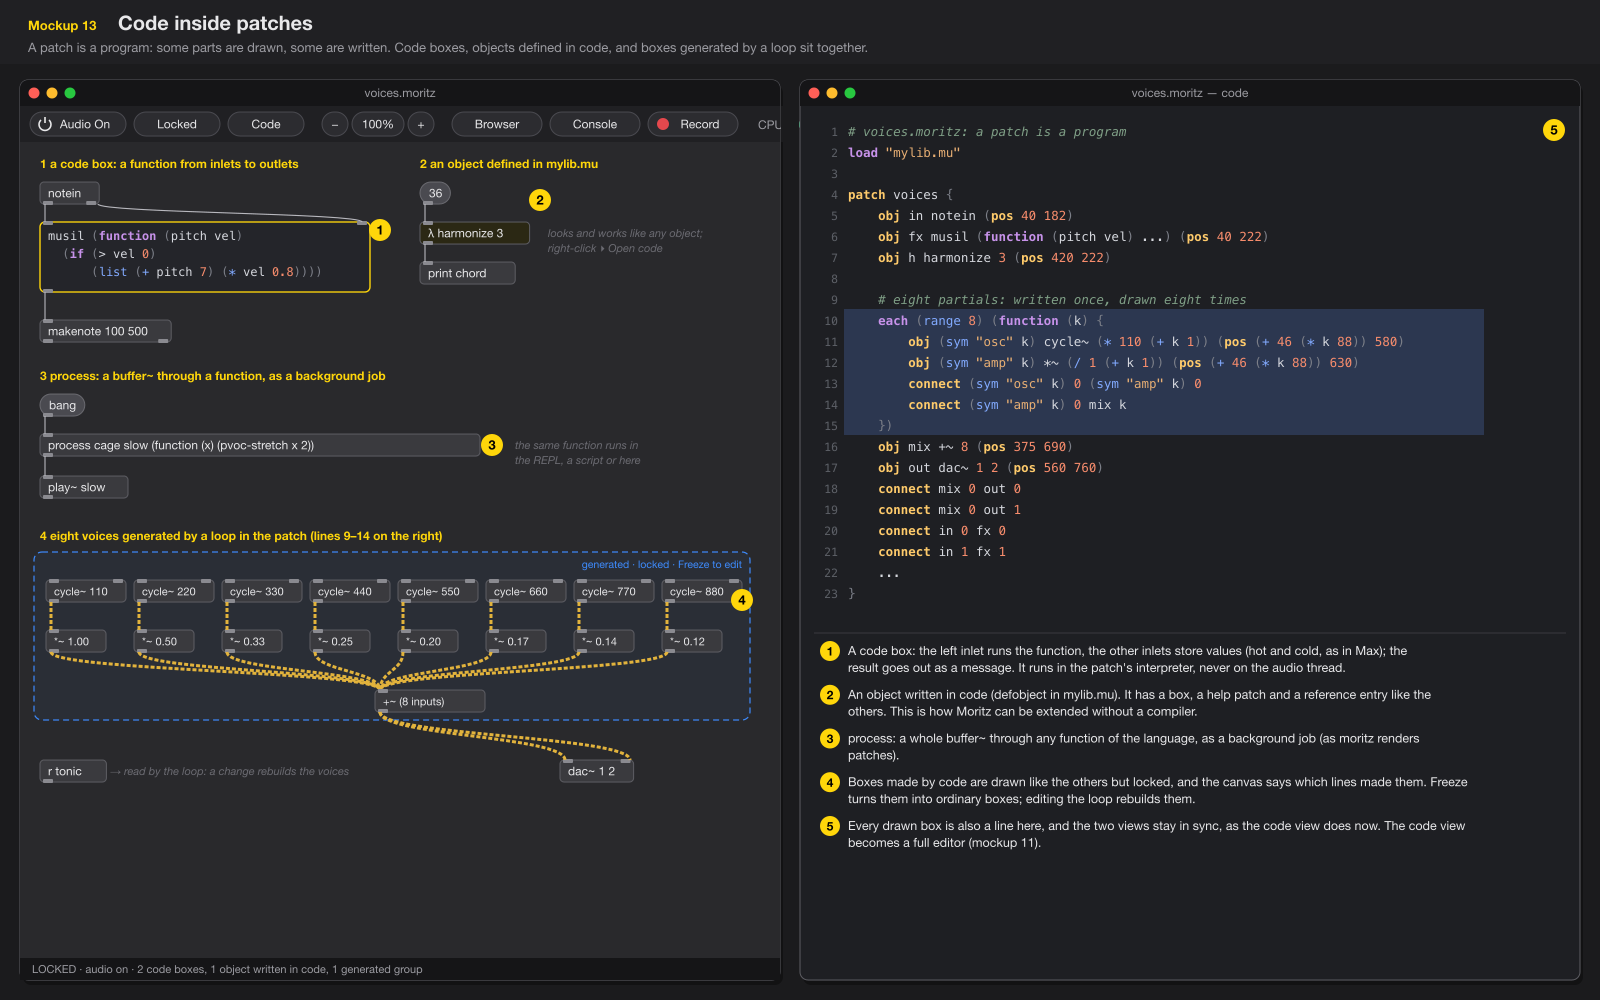 Mockup 13 Code inside patches
A patch is a program: some parts are drawn, some are written. Code boxes, objects defined in code, and boxes generated by a loop sit together.
voices.moritz
Audio On Locked Code − 100% + Browser Console Record CPU
1 a code box: a function from inlets to outlets
notein
musil (function (pitch vel)
(if (> vel 0)
(list (+ pitch 7) (* vel 0.8))))
1
makenote 100 500
2 an object defined in mylib.mu
36
2
λ harmonize 3
looks and works like any object;
right-click ▸ Open code
print chord
3 process: a buffer~ through a function, as a background job
bang
process cage slow (function (x) (pvoc-stretch x 2))
3
the same function runs in
the REPL, a script or here
play~ slow
4 eight voices generated by a loop in the patch (lines 9–14 on the right)
generated · locked · Freeze to edit
cycle~ 110 cycle~ 220 cycle~ 330 cycle~ 440 cycle~ 550 cycle~ 660 cycle~ 770 cycle~ 880
4
*~ 1.00 *~ 0.50 *~ 0.33 *~ 0.25 *~ 0.20 *~ 0.17 *~ 0.14 *~ 0.12
+~ (8 inputs)
r tonic → read by the loop: a change rebuilds the voices
dac~ 1 2
LOCKED · audio on · 2 code boxes, 1 object written in code, 1 generated group
voices.moritz — code
5
1 # voices.moritz: a patch is a program
2 load "mylib.mu"
3
4 patch voices {
5 obj in notein (pos 40 182)
6 obj fx musil (function (pitch vel) ...) (pos 40 222)
7 obj h harmonize 3 (pos 420 222)
8
9 # eight partials: written once, drawn eight times
10 each (range 8) (function (k) {
11 obj (sym "osc" k) cycle~ (* 110 (+ k 1)) (pos (+ 46 (* k 88)) 580)
12 obj (sym "amp" k) *~ (/ 1 (+ k 1)) (pos (+ 46 (* k 88)) 630)
13 connect (sym "osc" k) 0 (sym "amp" k) 0
14 connect (sym "amp" k) 0 mix k
15 })
16 obj mix +~ 8 (pos 375 690)
17 obj out dac~ 1 2 (pos 560 760)
18 connect mix 0 out 0
19 connect mix 0 out 1
20 connect in 0 fx 0
21 connect in 1 fx 1
22 ...
23 }
1 A code box: the left inlet runs the function, the other inlets store values (hot and cold, as in Max); the
result goes out as a message. It runs in the patch's interpreter, never on the audio thread.
2 An object written in code (defobject in mylib.mu). It has a box, a help patch and a reference entry like the
others. This is how Moritz can be extended without a compiler.
3 process: a whole buffer~ through any function of the language, as a background job (as moritz renders
patches).
4 Boxes made by code are drawn like the others but locked, and the canvas says which lines made them. Freeze
turns them into ordinary boxes; editing the loop rebuilds them.
5 Every drawn box is also a line here, and the two views stay in sync, as the code view does now. The code view
becomes a full editor (mockup 11).